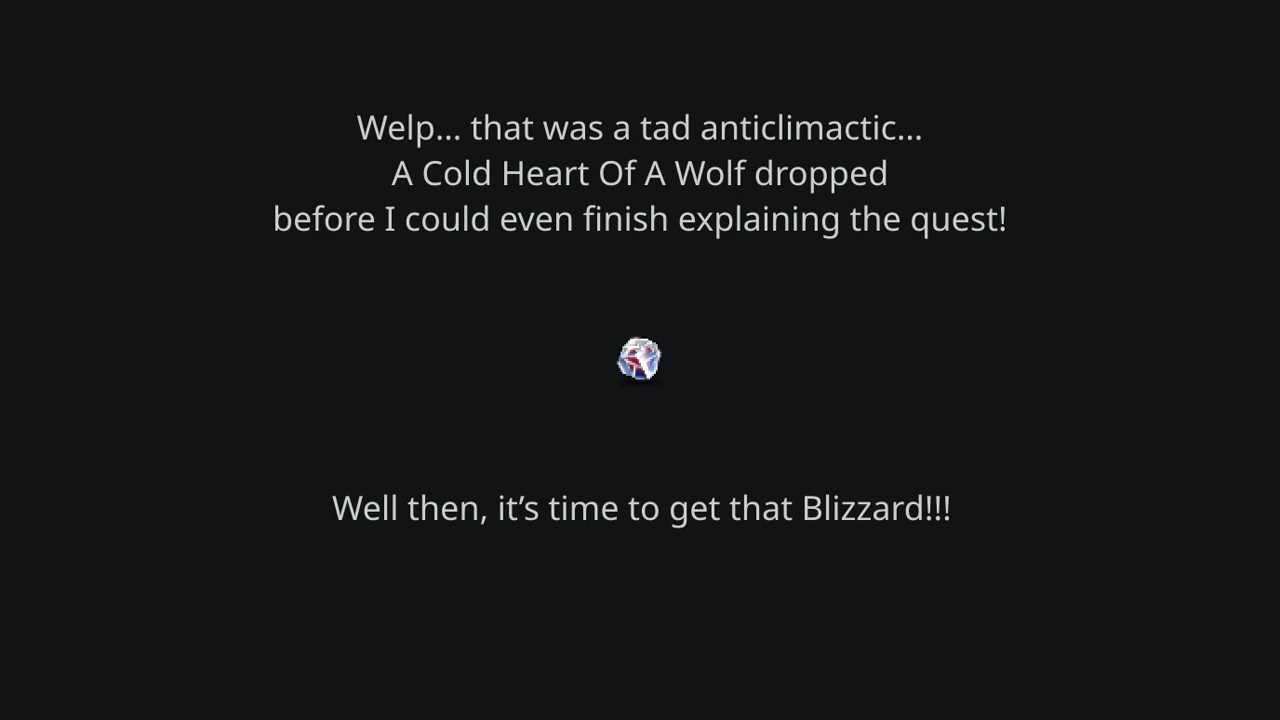 Welp... that was a tad anticlimactic...
A Cold Heart Of A Wolf dropped
before I could even finish explaining the quest!
Well then, it’s time to get that Blizzard!!!